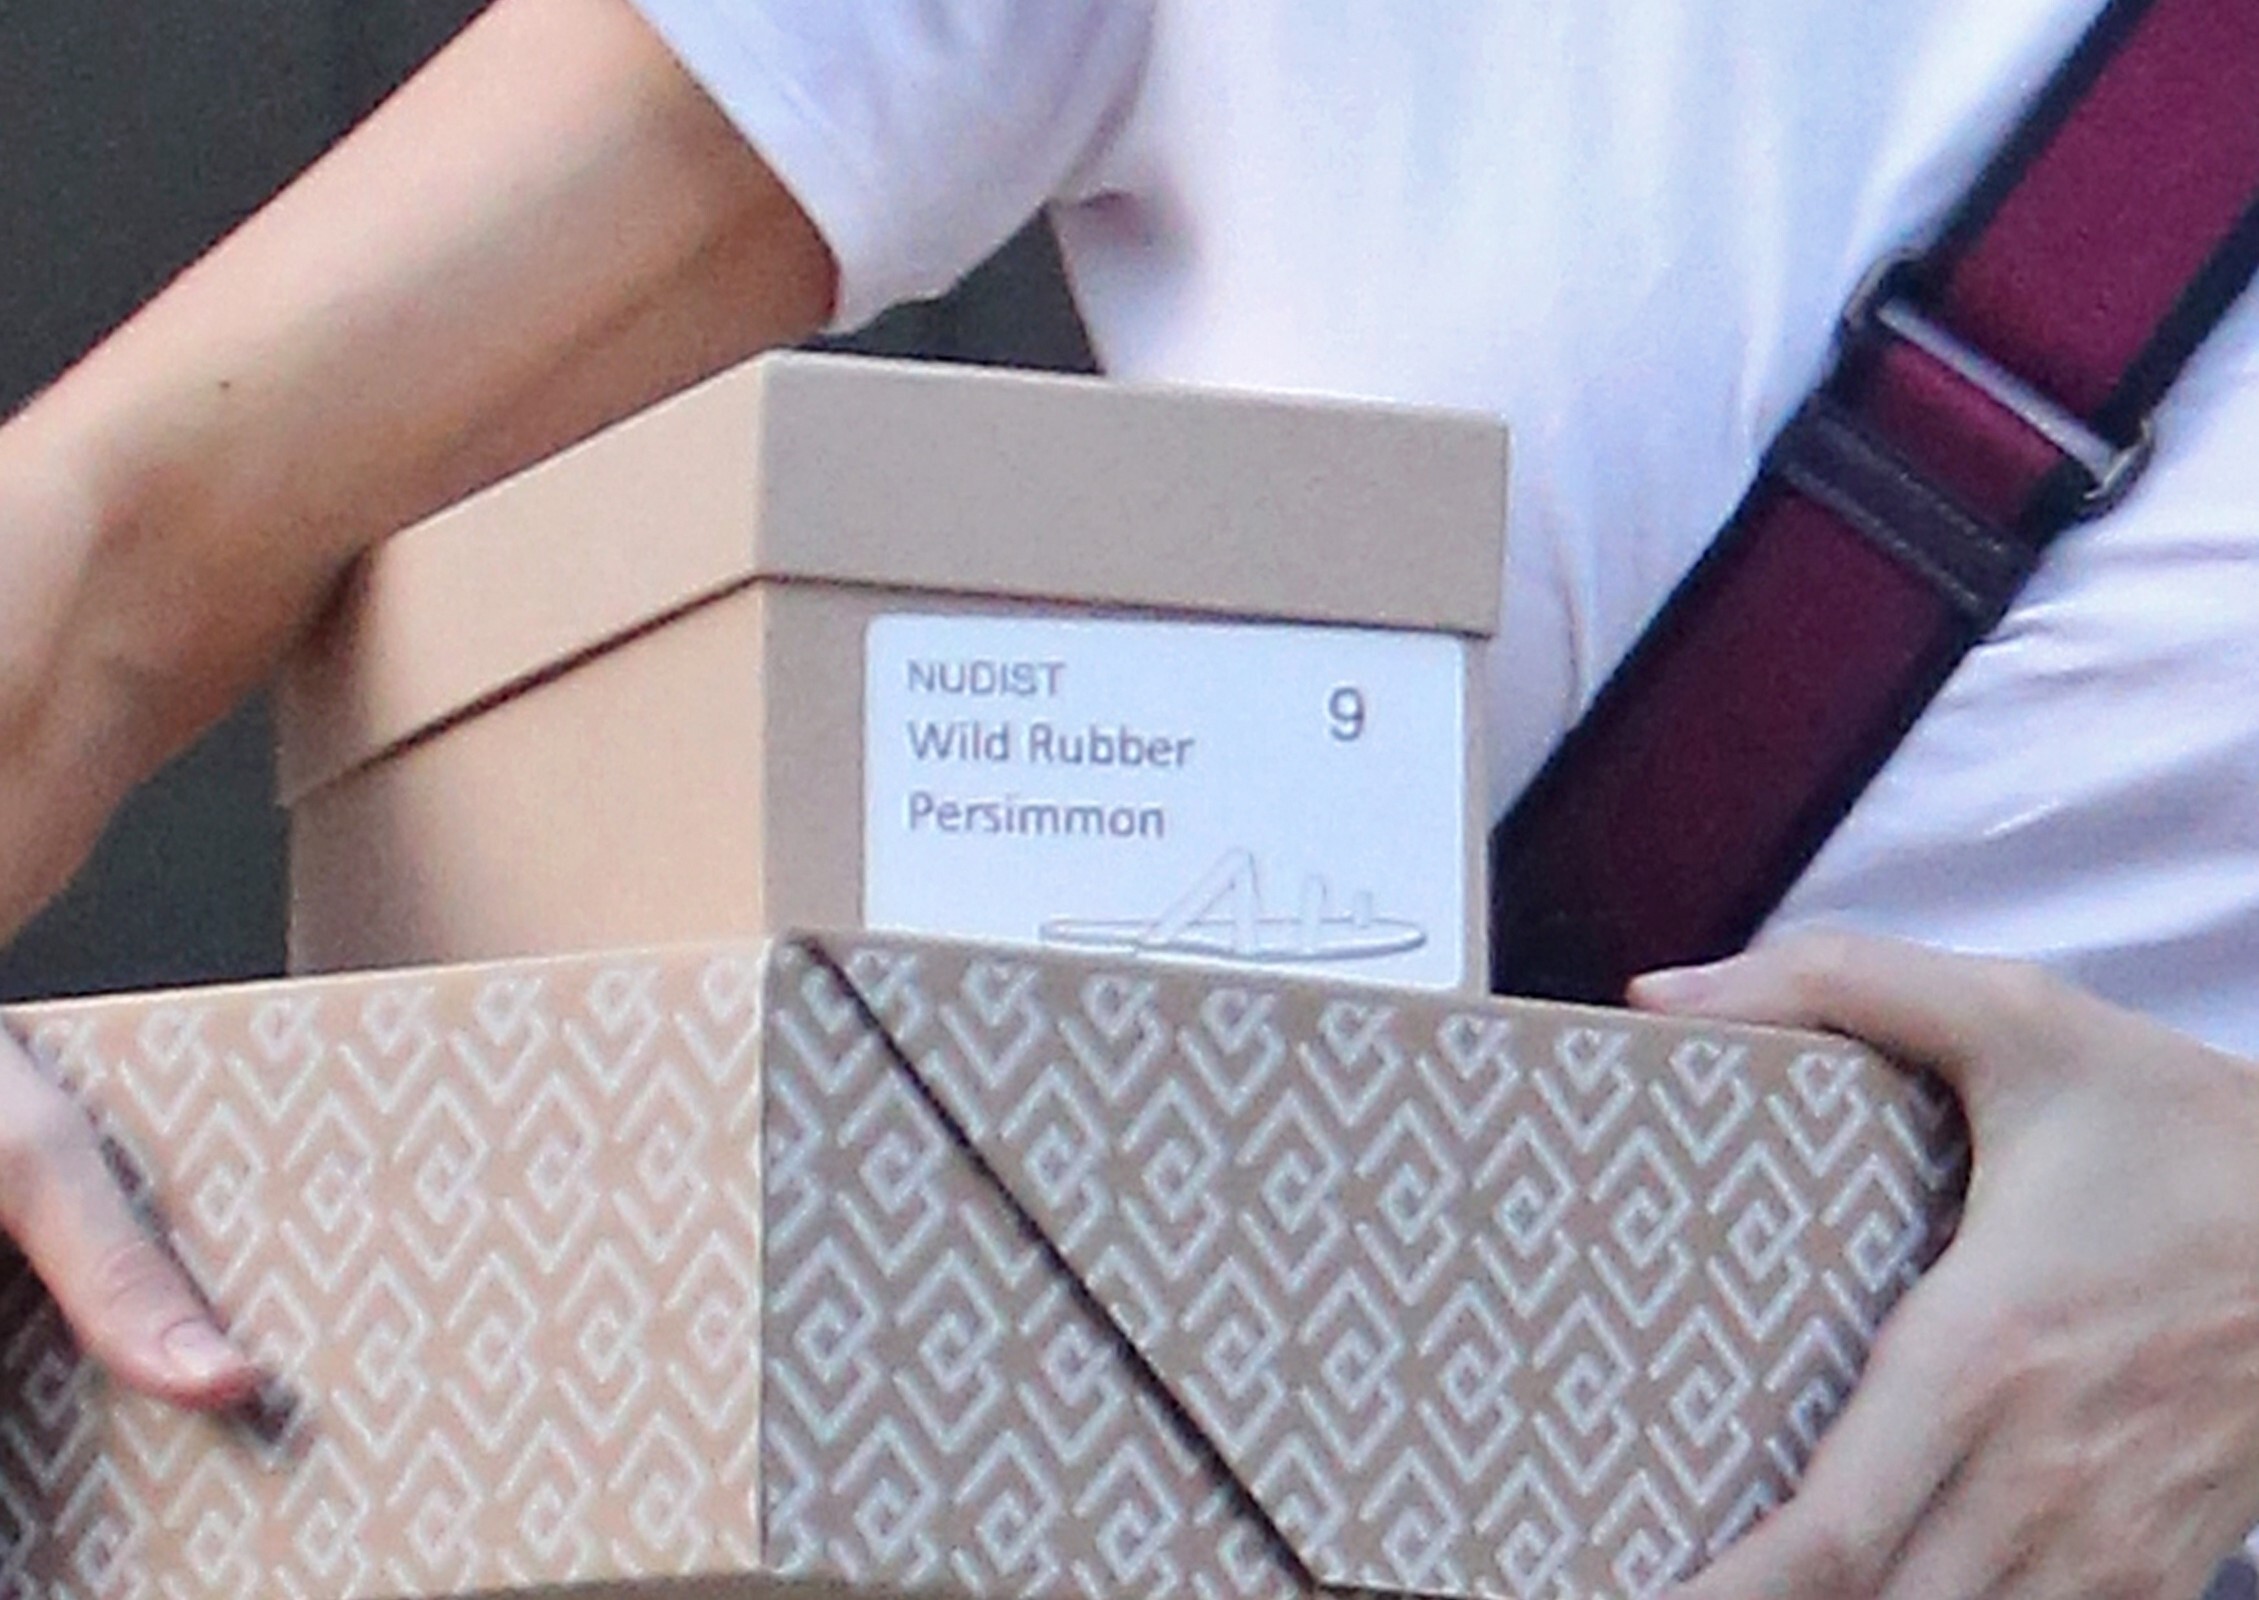 NUDIST 9
Wild Rubber
Persimmon